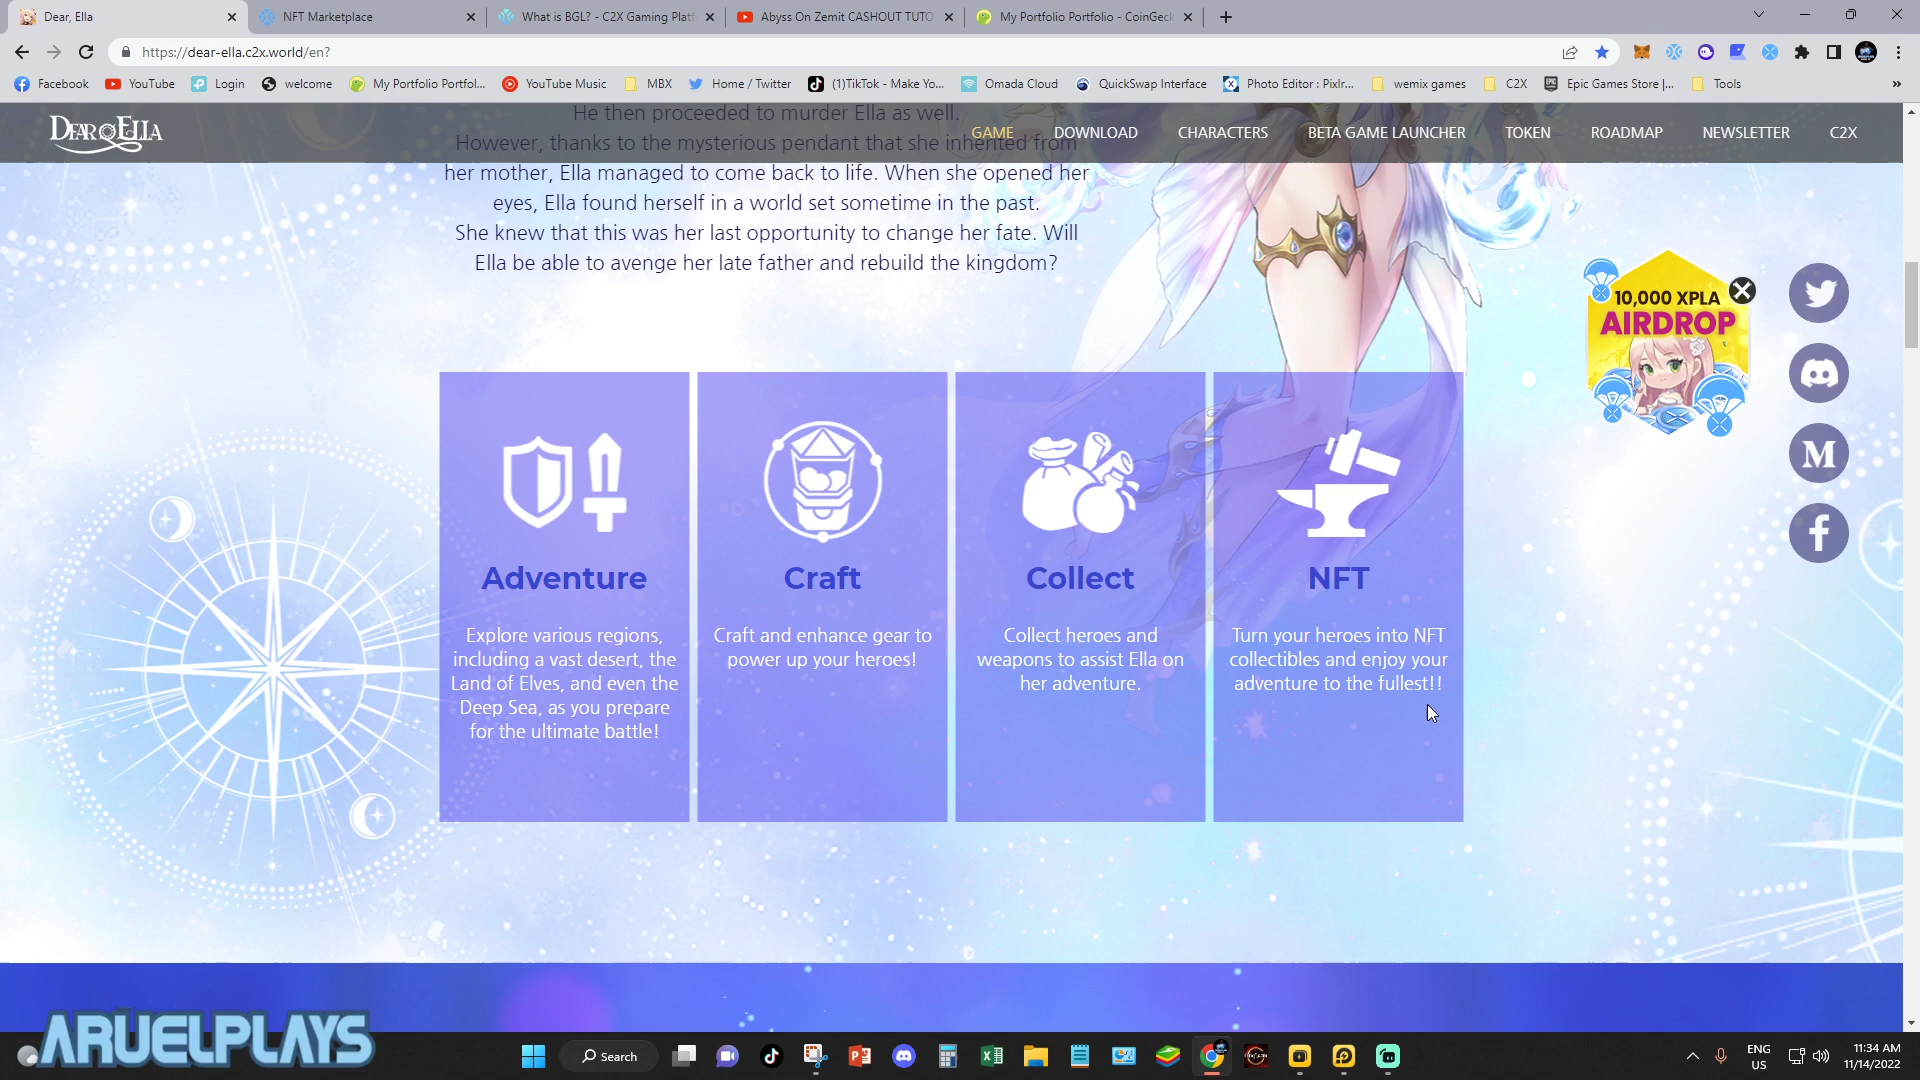 Dear, Ella
NFT Marketplace
What is BGL? - C2X Gaming Platf
Abyss On Zemit CASHOUT TUTO
My Portfolio Portfolio - CoinGeck
https://dear-ella.c2x.world/en?
Facebook
YouTube
Login
welcome
My Portfolio Portfol...
YouTube Music
MBX
Home / Twitter
(1)TikTok - Make Yo...
Omada Cloud
QuickSwap Interface
Photo Editor : Pixlr...
wemix games
C2X
Epic Games Store |...
Tools
DEAR ELLA
GAME
DOWNLOAD
CHARACTERS
BETA GAME LAUNCHER
TOKEN
ROADMAP
NEWSLETTER
C2X
He then proceeded to murder Ella as well.
However, thanks to the mysterious pendant that she inherited from
her mother, Ella managed to come back to life. When she opened her
eyes, Ella found herself in a world set sometime in the past.
She knew that this was her last opportunity to change her fate. Will
Ella be able to avenge her late father and rebuild the kingdom?
10,000 XPLA
AIRDROP
Adventure
Explore various regions,
including a vast desert, the
Land of Elves, and even the
Deep Sea, as you prepare
for the ultimate battle!
Craft
Craft and enhance gear to
power up your heroes!
Collect
Collect heroes and
weapons to assist Ella on
her adventure.
NFT
Turn your heroes into NFT
collectibles and enjoy your
adventure to the fullest!!
ARUELPLAYS
Search
ENG
US
11:34 AM
11/14/2022